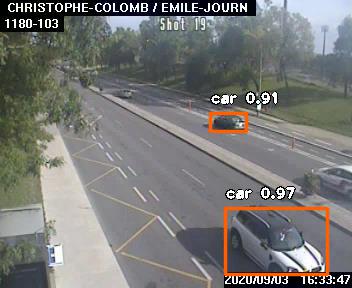 CHRISTOPHE-COLOMB / EMILE-JOURN
1180-103
Shot 19
car 0.91
car 0.97
2020/09/03 16:33:47